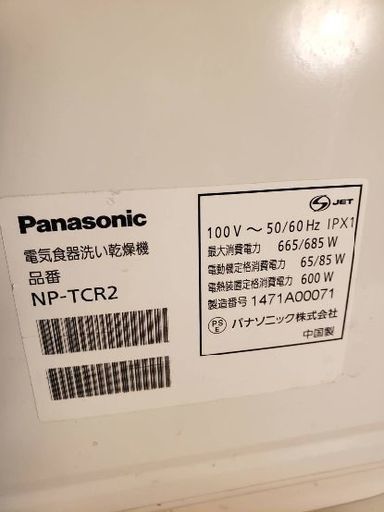 Panasonic
電気食器洗い乾燥機
品番
NP-TCR2
JET
100V ～ 50/60 Hz IPX1
最大消費電力 665/685 W
電動機定格消費電力 65/85 W
電熱装置定格消費電力 600 W
製造番号 1471A00071
PS E パナソニック株式会社
中国製